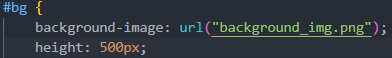 #bg {
background-image: url("background_img.png");
height: 500px;